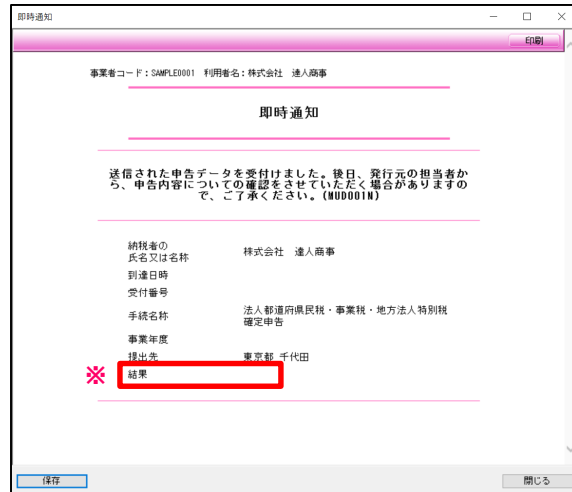 即時通知
印刷
事業者コード：SAMPLE0001 利用者名：株式会社 達人商事
即時通知
送信された申告データを受付けました。後日、発行元の担当者か
ら、申告内容についての確認をさせていただく場合がありますの
で、ご了承ください。(MUD001N)
納税者の
氏名又は名称 株式会社 達人商事
到達日時
受付番号
手続名称 法人都道府県民税・事業税・地方法人特別税
確定申告
事業年度
提出先 東京都 千代田
※ 結果
保存 閉じる